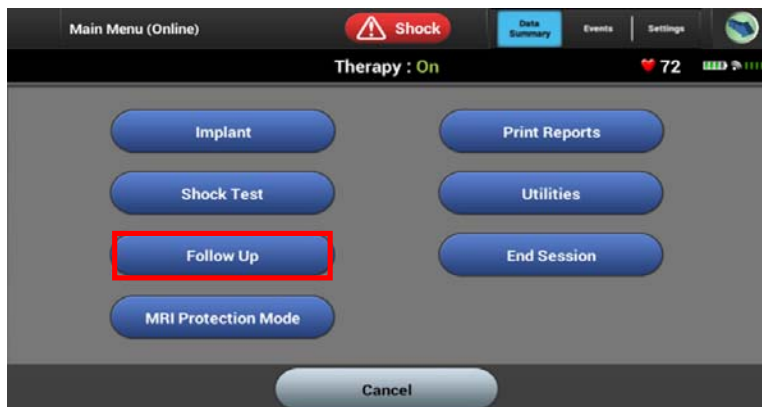 Main Menu (Online)
Shock
Data Summary
Events
Settings
Therapy : On
72
Implant
Print Reports
Shock Test
Utilities
Follow Up
End Session
MRI Protection Mode
Cancel